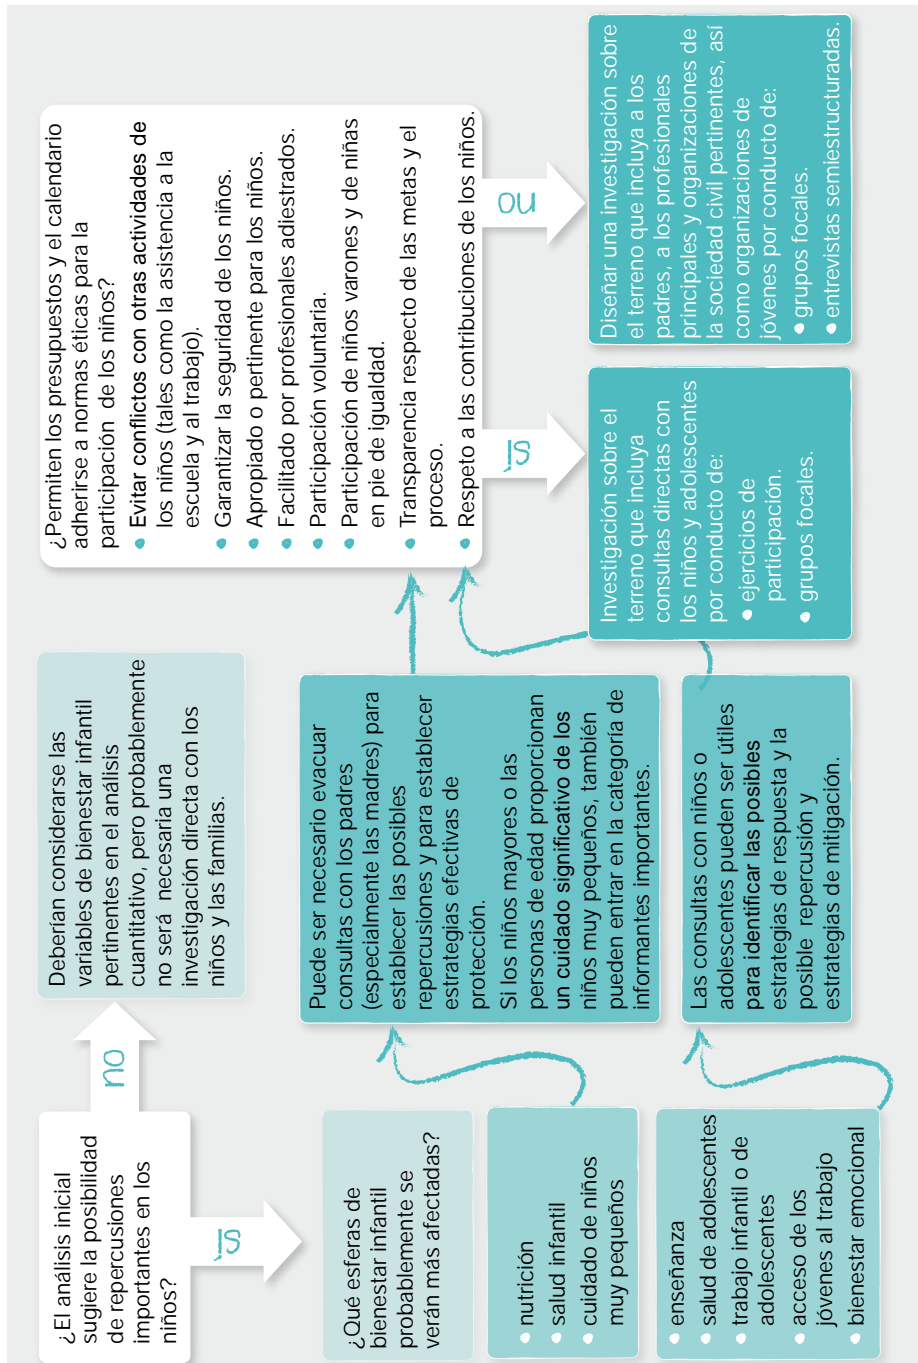 ¿El análisis inicial
sugiere la posibilidad
de repercusiones
importantes en los
niños?
no
Deberían considerarse las
variables de bienestar infantil
pertinentes en el análisis
cuantitativo, pero probablemente
no será necesaria una
investigación directa con los
niños y las familias.
sí
¿Qué esferas de
bienestar infantil
probablemente se
verán más afectadas?
nutrición
salud infantil
cuidado de niños
muy pequeños
Puede ser necesario evacuar
consultas con los padres
(especialmente las madres) para
establecer las posibles
repercusiones y para establecer
estrategias efectivas de
protección.
Si los niños mayores o las
personas de edad proporcionan
un cuidado significativo de los
niños muy pequeños, también
pueden entrar en la categoría de
informantes importantes.
enseñanza
salud de adolescentes
trabajo infantil o de
adolescentes
acceso de los
jóvenes al trabajo
bienestar emocional
Las consultas con niños o
adolescentes pueden ser útiles
para identificar las posibles
estrategias de respuesta y la
posible repercusión y
estrategias de mitigación.
¿Permiten los presupuestos y el calendario
adherirse a normas éticas para la
participación de los niños?
Evitar conflictos con otras actividades de
los niños (tales como la asistencia a la
escuela y al trabajo).
Garantizar la seguridad de los niños.
Apropiado o pertinente para los niños.
Facilitado por profesionales adiestrados.
Participación voluntaria.
Participación de niños varones y de niñas
en pie de igualdad.
Transparencia respecto de las metas y el
proceso.
Respeto a las contribuciones de los niños.
sí
Investigación sobre el
terreno que incluya
consultas directas con
los niños y adolescentes
por conducto de:
ejercicios de
participación.
grupos focales.
no
Diseñar una investigación sobre
el terreno que incluya a los
padres, a los profesionales
principales y organizaciones de
la sociedad civil pertinentes, así
como organizaciones de
jóvenes por conducto de:
grupos focales.
entrevistas semiestructuradas.